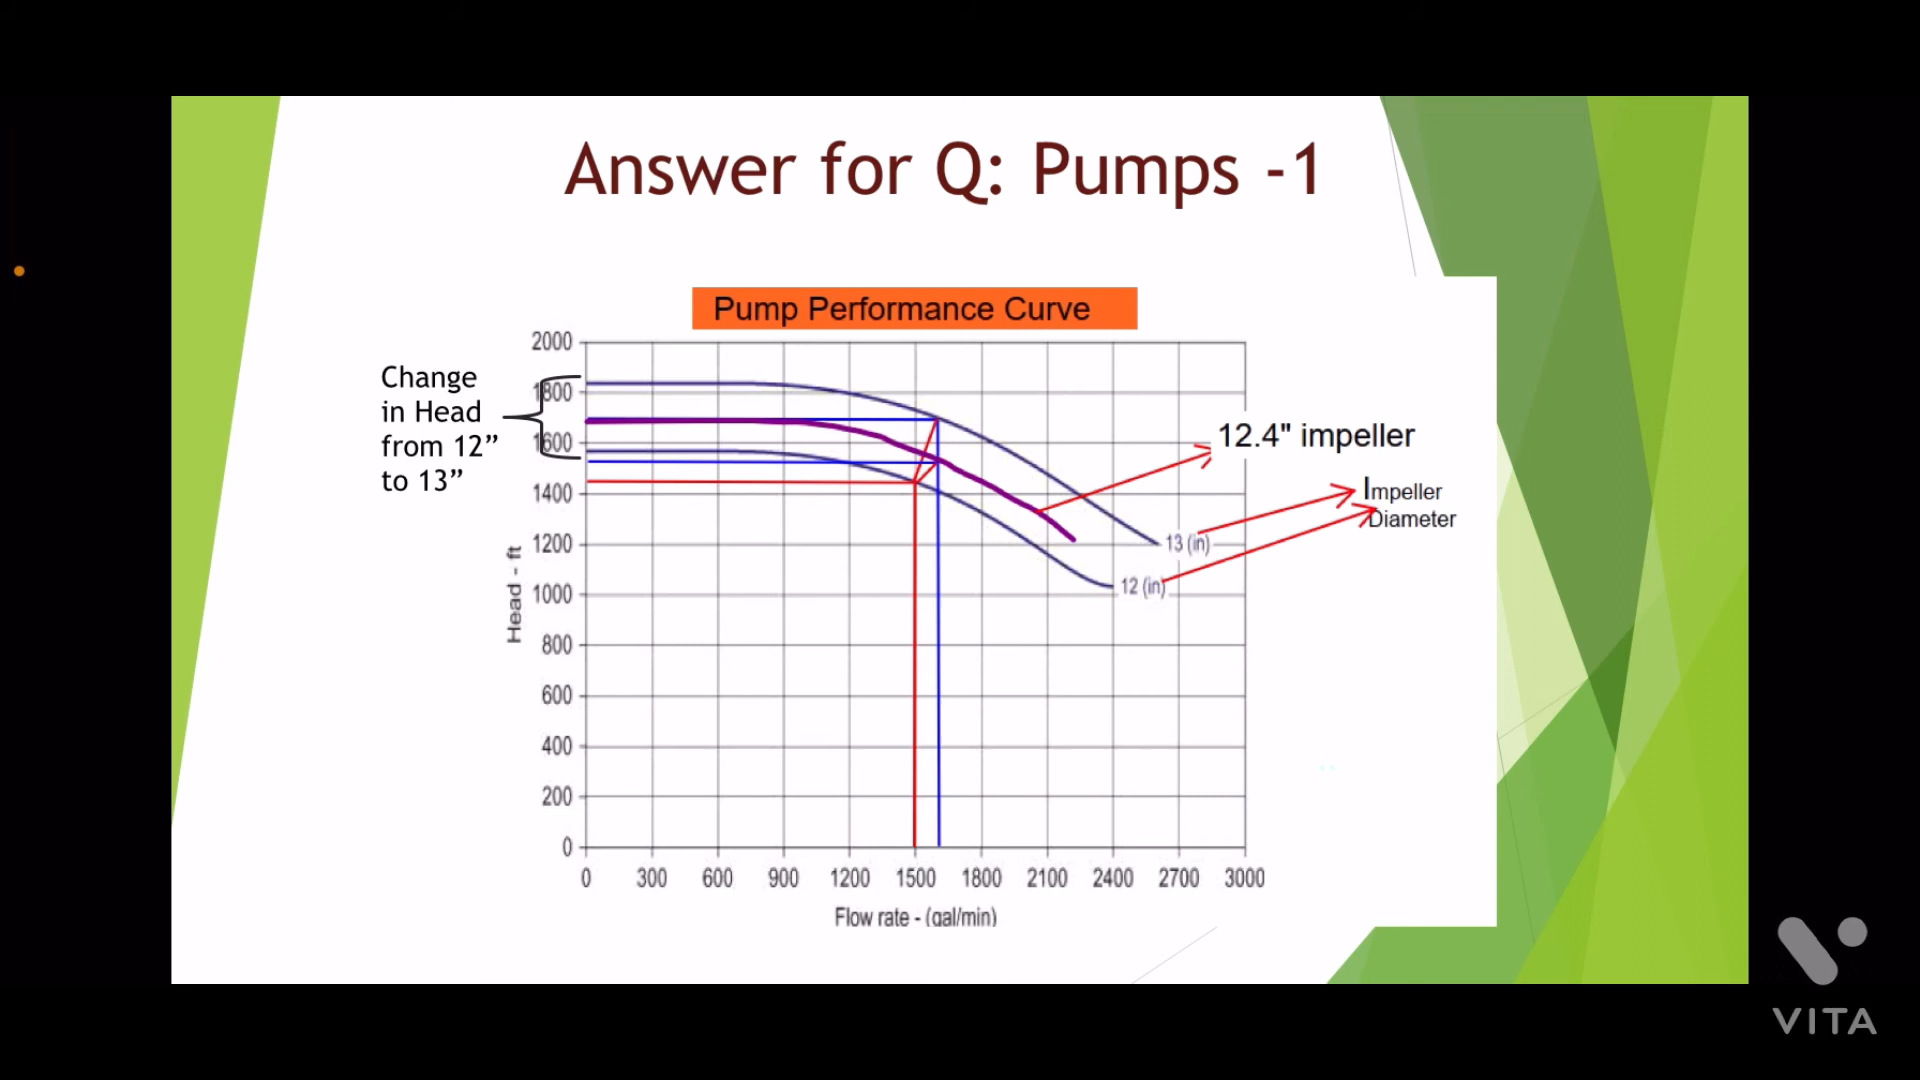 Answer for Q: Pumps -1
Pump Performance Curve
Change
in Head
from 12”
to 13”
2000
1800
1600
1400
1200
1000
800
600
400
200
0
Head - ft
12.4" impeller
Impeller
Diameter
13 (in)
12 (in)
0 300 600 900 1200 1500 1800 2100 2400 2700 3000
Flow rate - (gal/min)
VITA